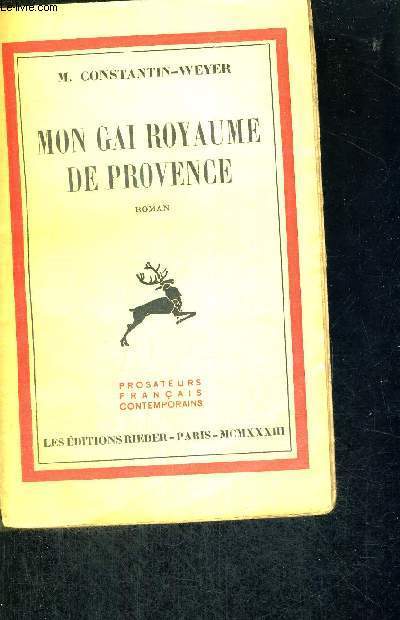 Le-livre.com
M. CONSTANTIN-WEYER
MON GAI ROYAUME
DE PROVENCE
ROMAN
PROSATEURS
FRANÇAIS
CONTEMPORAINS
LES ÉDITIONS RIEDER - PARIS - MCMXXXIII